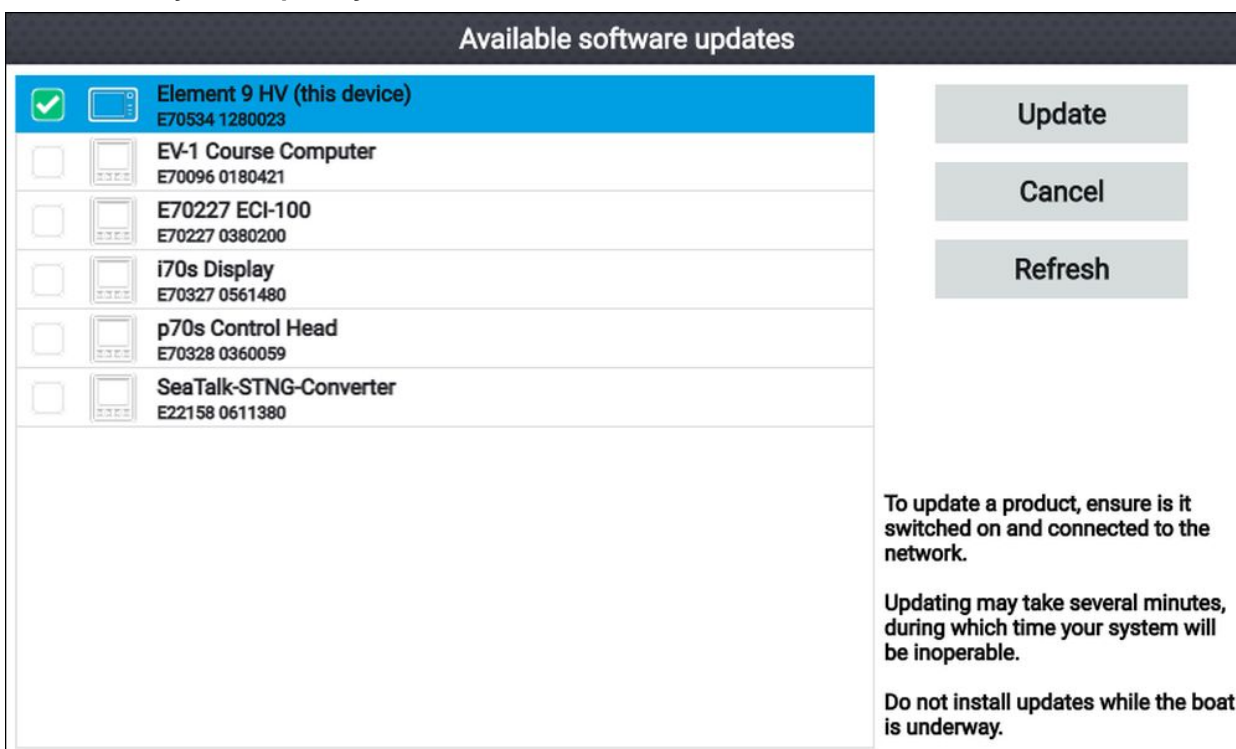 Available software updates
Element 9 HV (this device)
E70534 1280023
EV-1 Course Computer
E70096 0180421
E70227 ECI-100
E70227 0380200
i70s Display
E70327 0561480
p70s Control Head
E70328 0360059
SeaTalk-STNG-Converter
E22158 0611380
Update
Cancel
Refresh
To update a product, ensure is it
switched on and connected to the
network.
Updating may take several minutes,
during which time your system will
be inoperable.
Do not install updates while the boat
is underway.